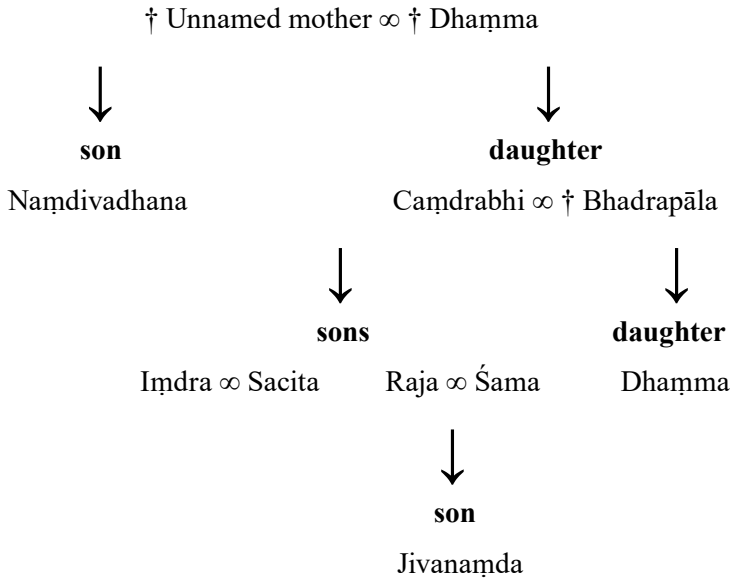 † Unnamed mother ∞ † Dhaṃma
son daughter
Naṃdivadhana Caṃdrabhi ∞ † Bhadrapāla
sons daughter
Iṃdra ∞ Sacita Raja ∞ Śama Dhaṃma
son
Jivanaṃda